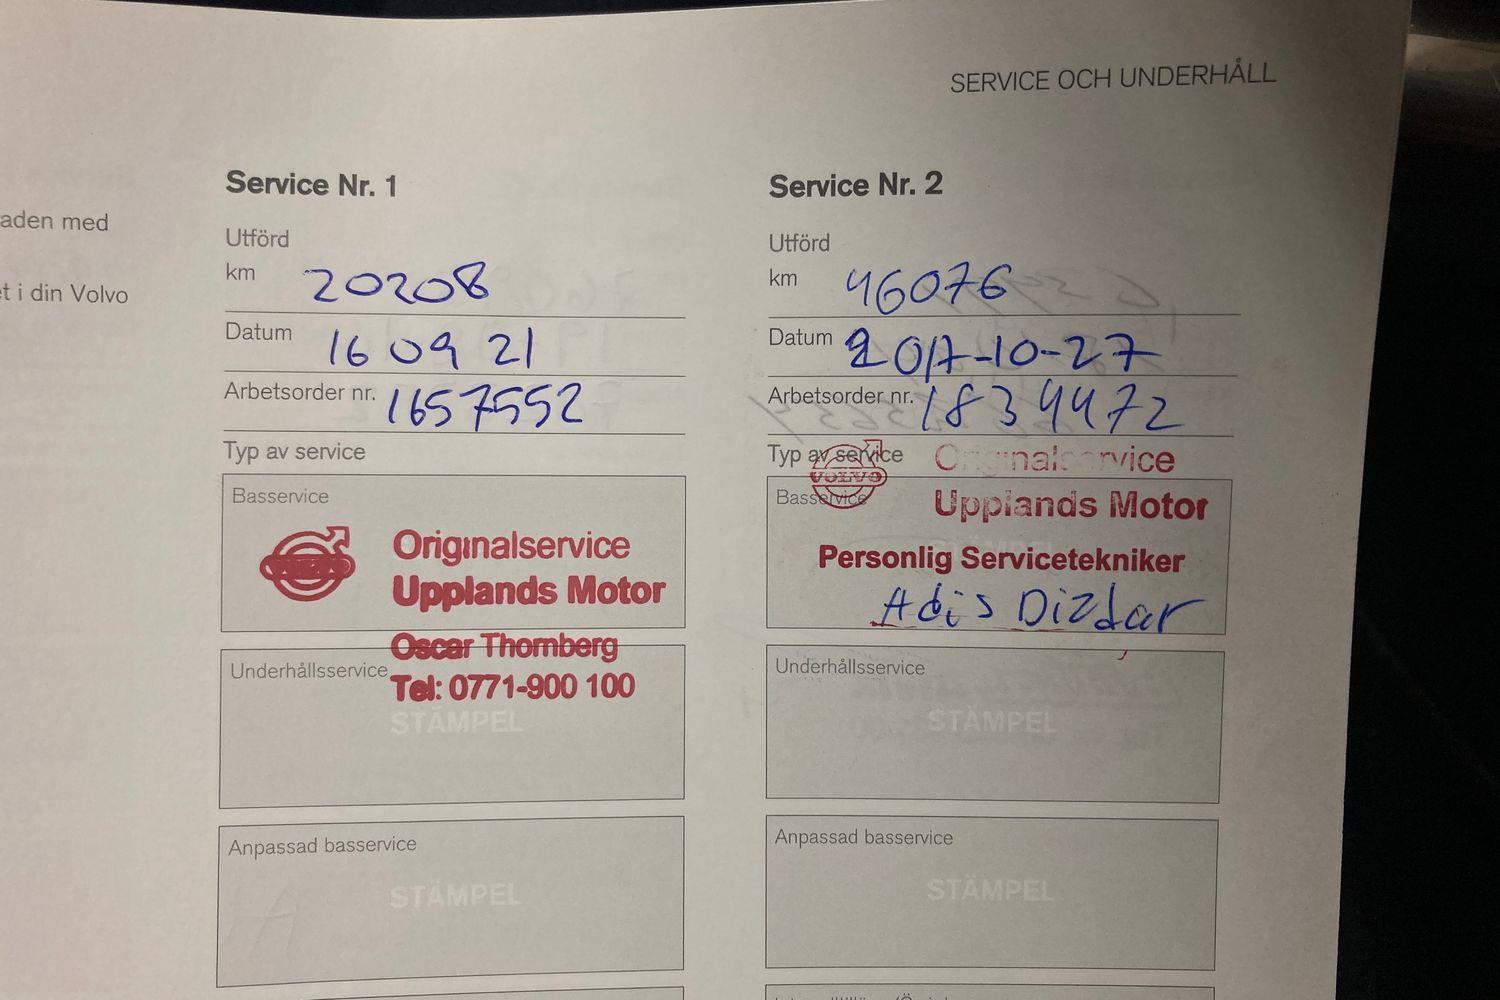 SERVICE OCH UNDERHÅLL
aden med
t i din Volvo
Service Nr. 1
Utförd
km 20208
Datum 16 09 21
Arbetsorder nr. 1657552
Typ av service
Basservice
VOLVO
Originalservice
Upplands Motor
Oscar Thornberg
Tel: 0771-900 100
Underhållsservice
STÄMPEL
Anpassad basservice
STÄMPEL
Service Nr. 2
Utförd
km 46076
Datum 2017-10-27
Arbetsorder nr. 1834472
Typ av service
Basservice
VOLVO
Originalservice
Upplands Motor
Personlig Servicetekniker
Adis Dizdar
Underhållsservice
STÄMPEL
Anpassad basservice
STÄMPEL